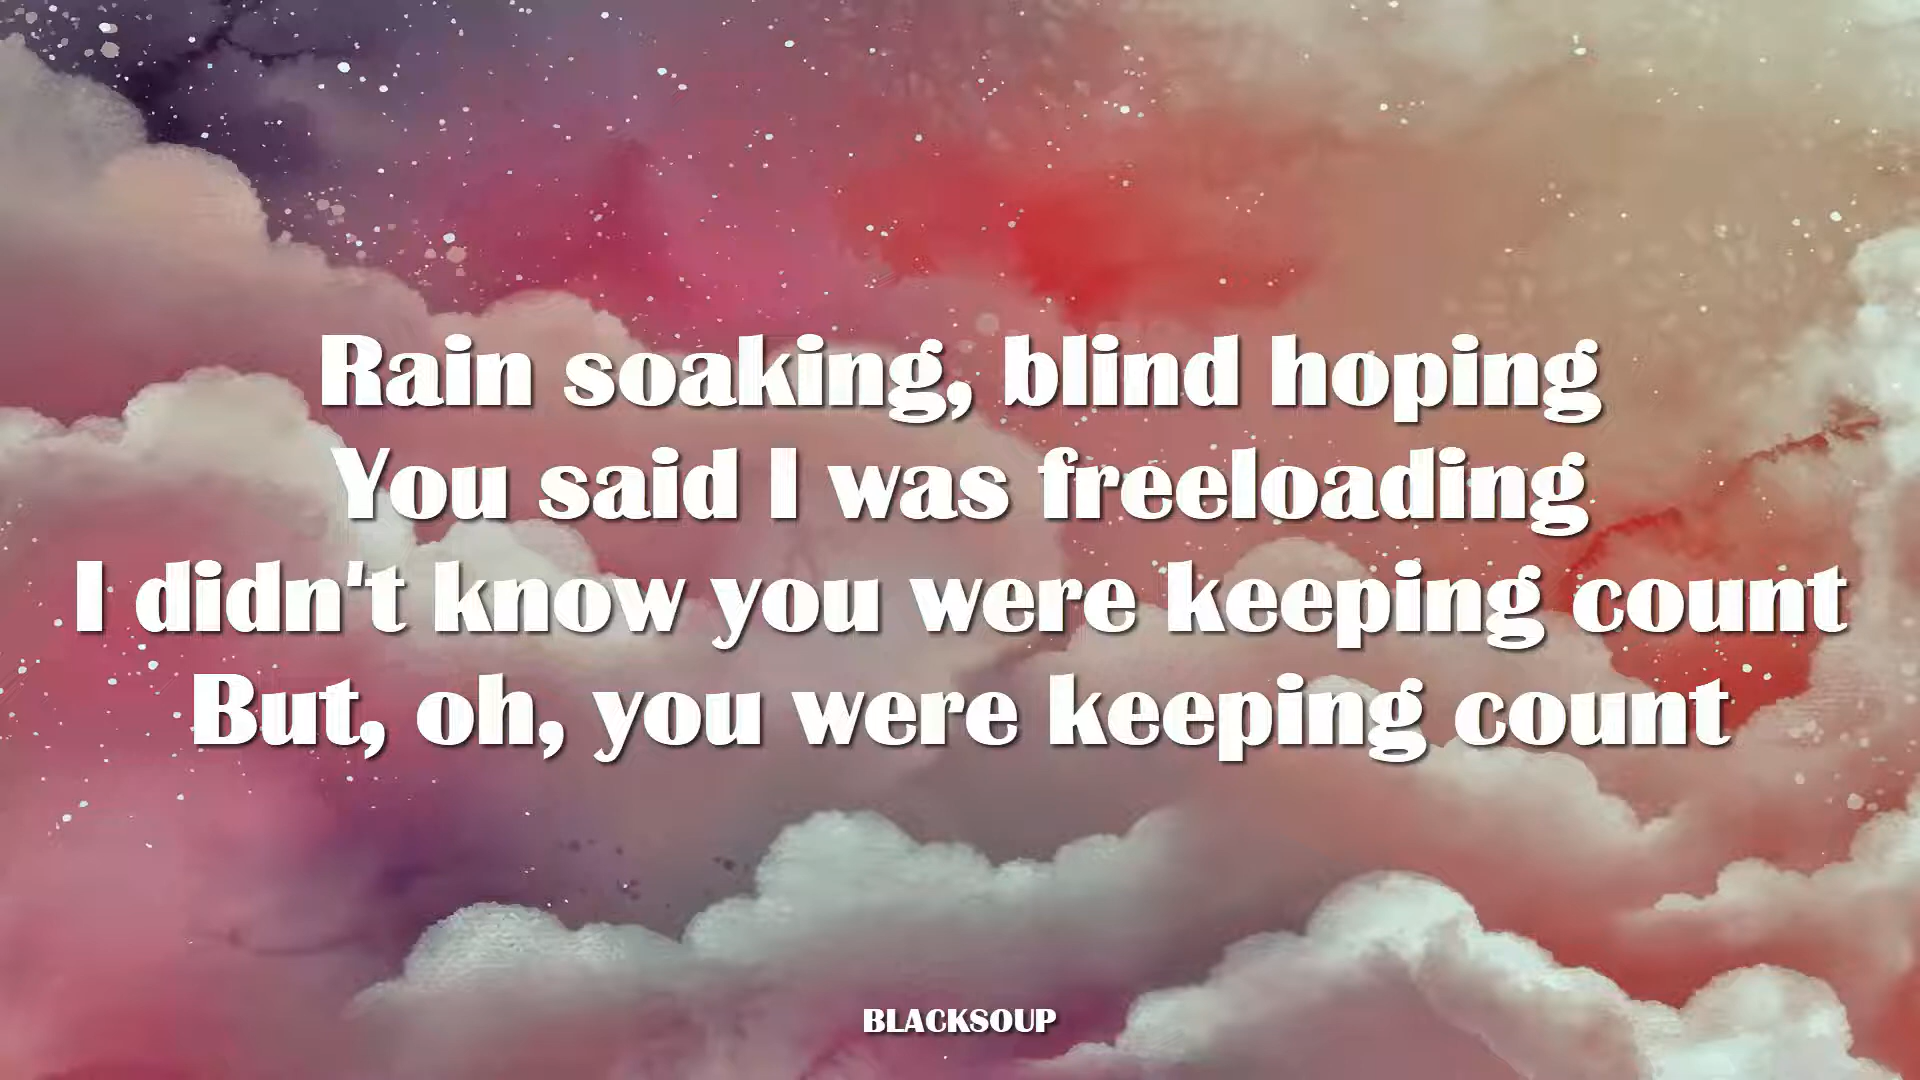 Rain soaking, blind hoping
You said I was freeloading
I didn't know you were keeping count
But, oh, you were keeping count
BLACKSOUP